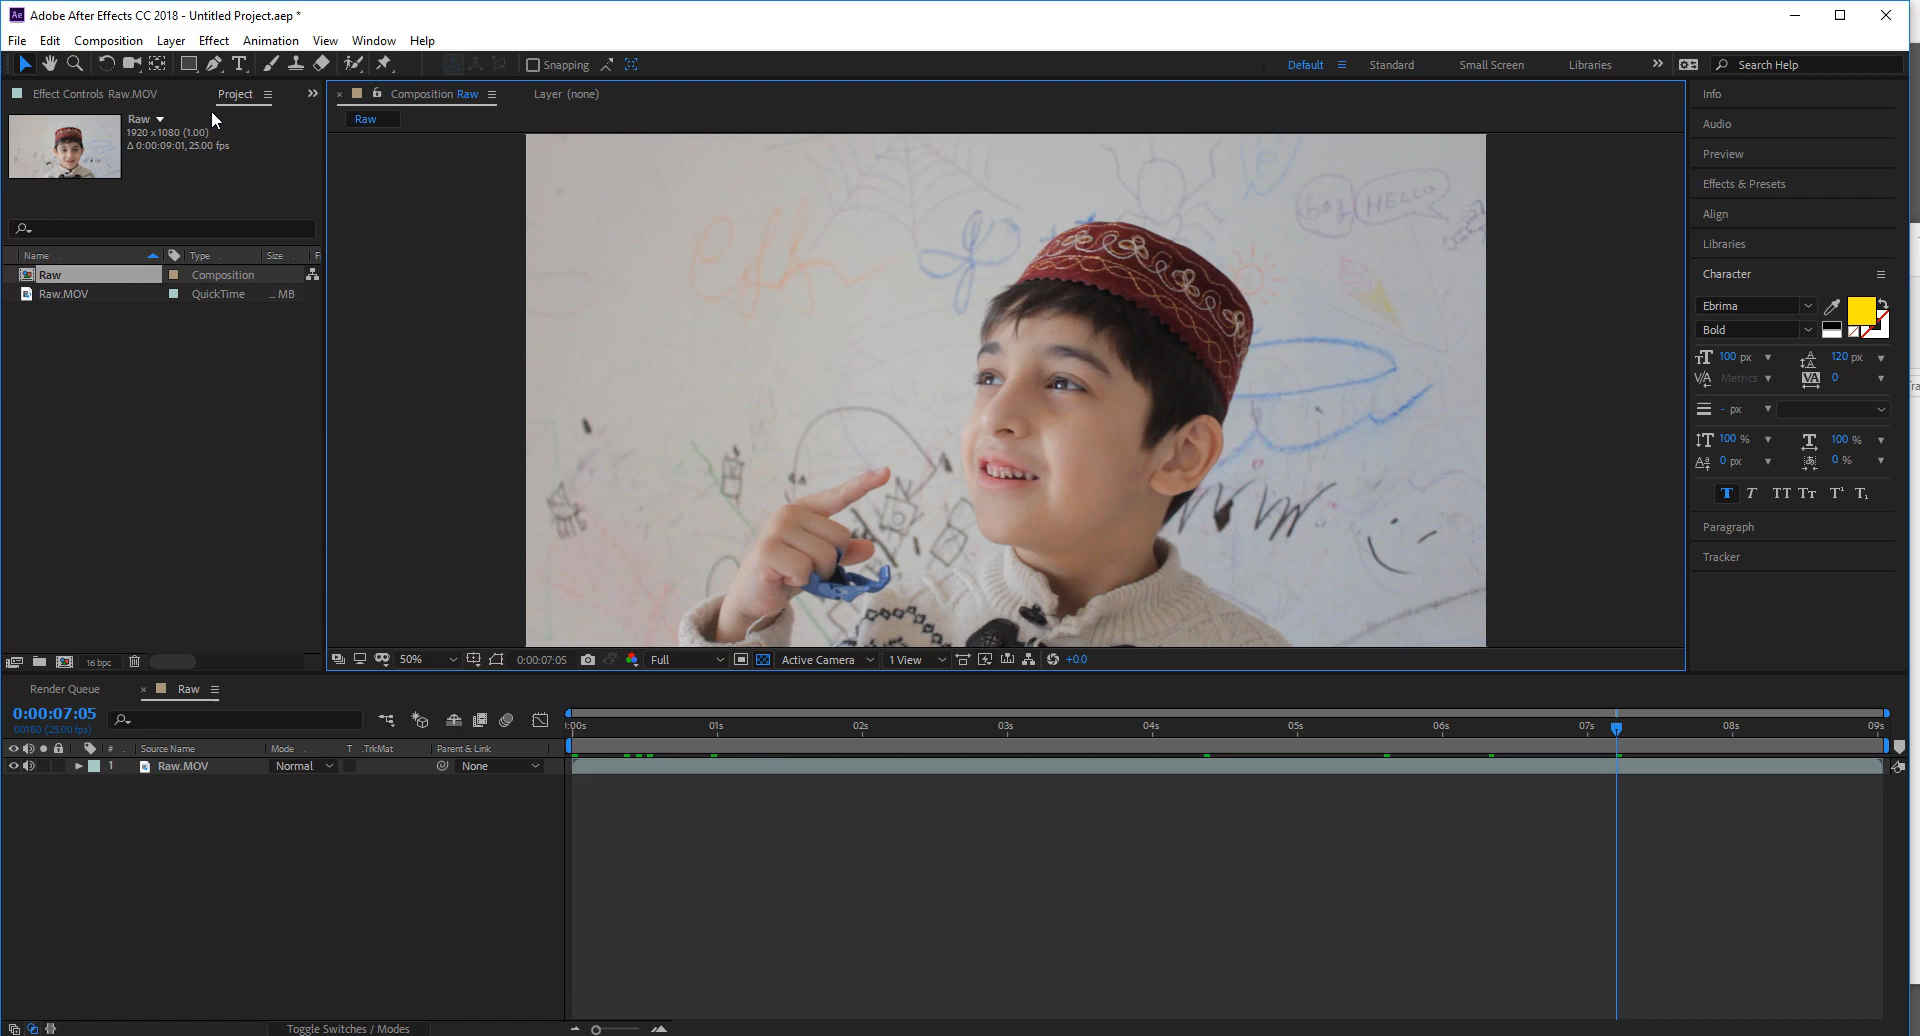 Adobe After Effects CC 2018 - Untitled Project.aep *
File Edit Composition Layer Effect Animation View Window Help
Snapping Default Standard Small Screen Libraries Search Help
Effect Controls Raw.MOV Project
Composition Raw Layer (none)
Raw
1920 x 1080 (1.00)
Δ 0:00:09:01, 25.00 fps
Raw
HELLO
Name Type Size F
Raw Composition
Raw.MOV QuickTime ... MB
16 bpc
50% 0:00:07:05 Full Active Camera 1 View +0.0
Info
Audio
Preview
Effects & Presets
Align
Libraries
Character
Ebrima
Bold
100 px 120 px
Metrics 0
- px
100 % 100 %
0 px 0 %
T T TT Tт T¹ T₁
Paragraph
Tracker
Render Queue Raw
0:00:07:05
00180 (25.00 fps)
# Source Name Mode T .TrkMat Parent & Link
1 Raw.MOV Normal None
:00s 01s 02s 03s 04s 05s 06s 07s 08s 09s
Toggle Switches / Modes